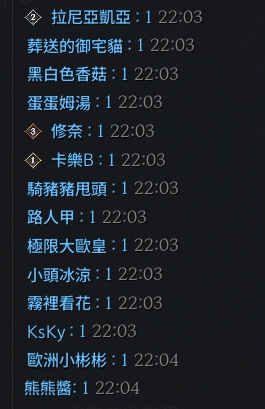 2 拉尼亞凱亞 : 1 22:03
葬送的御宅貓 : 1 22:03
黑白色香菇 : 1 22:03
蛋蛋姆湯 : 1 22:03
3 修奈 : 1 22:03
1 卡樂B : 1 22:03
騎豬豬甩頭 : 1 22:03
路人甲 : 1 22:03
極限大歐皇 : 1 22:03
小頭冰涼 : 1 22:03
霧裡看花 : 1 22:03
KsKy : 1 22:03
歐洲小彬彬 : 1 22:04
熊熊醬: 1 22:04